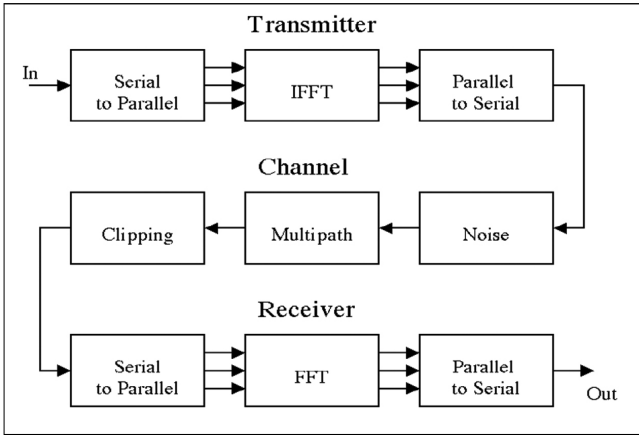 Transmitter
In
Serial
to Parallel
IFFT
Parallel
to Serial
Channel
Clipping
Multipath
Noise
Receiver
Serial
to Parallel
FFT
Parallel
to Serial
Out